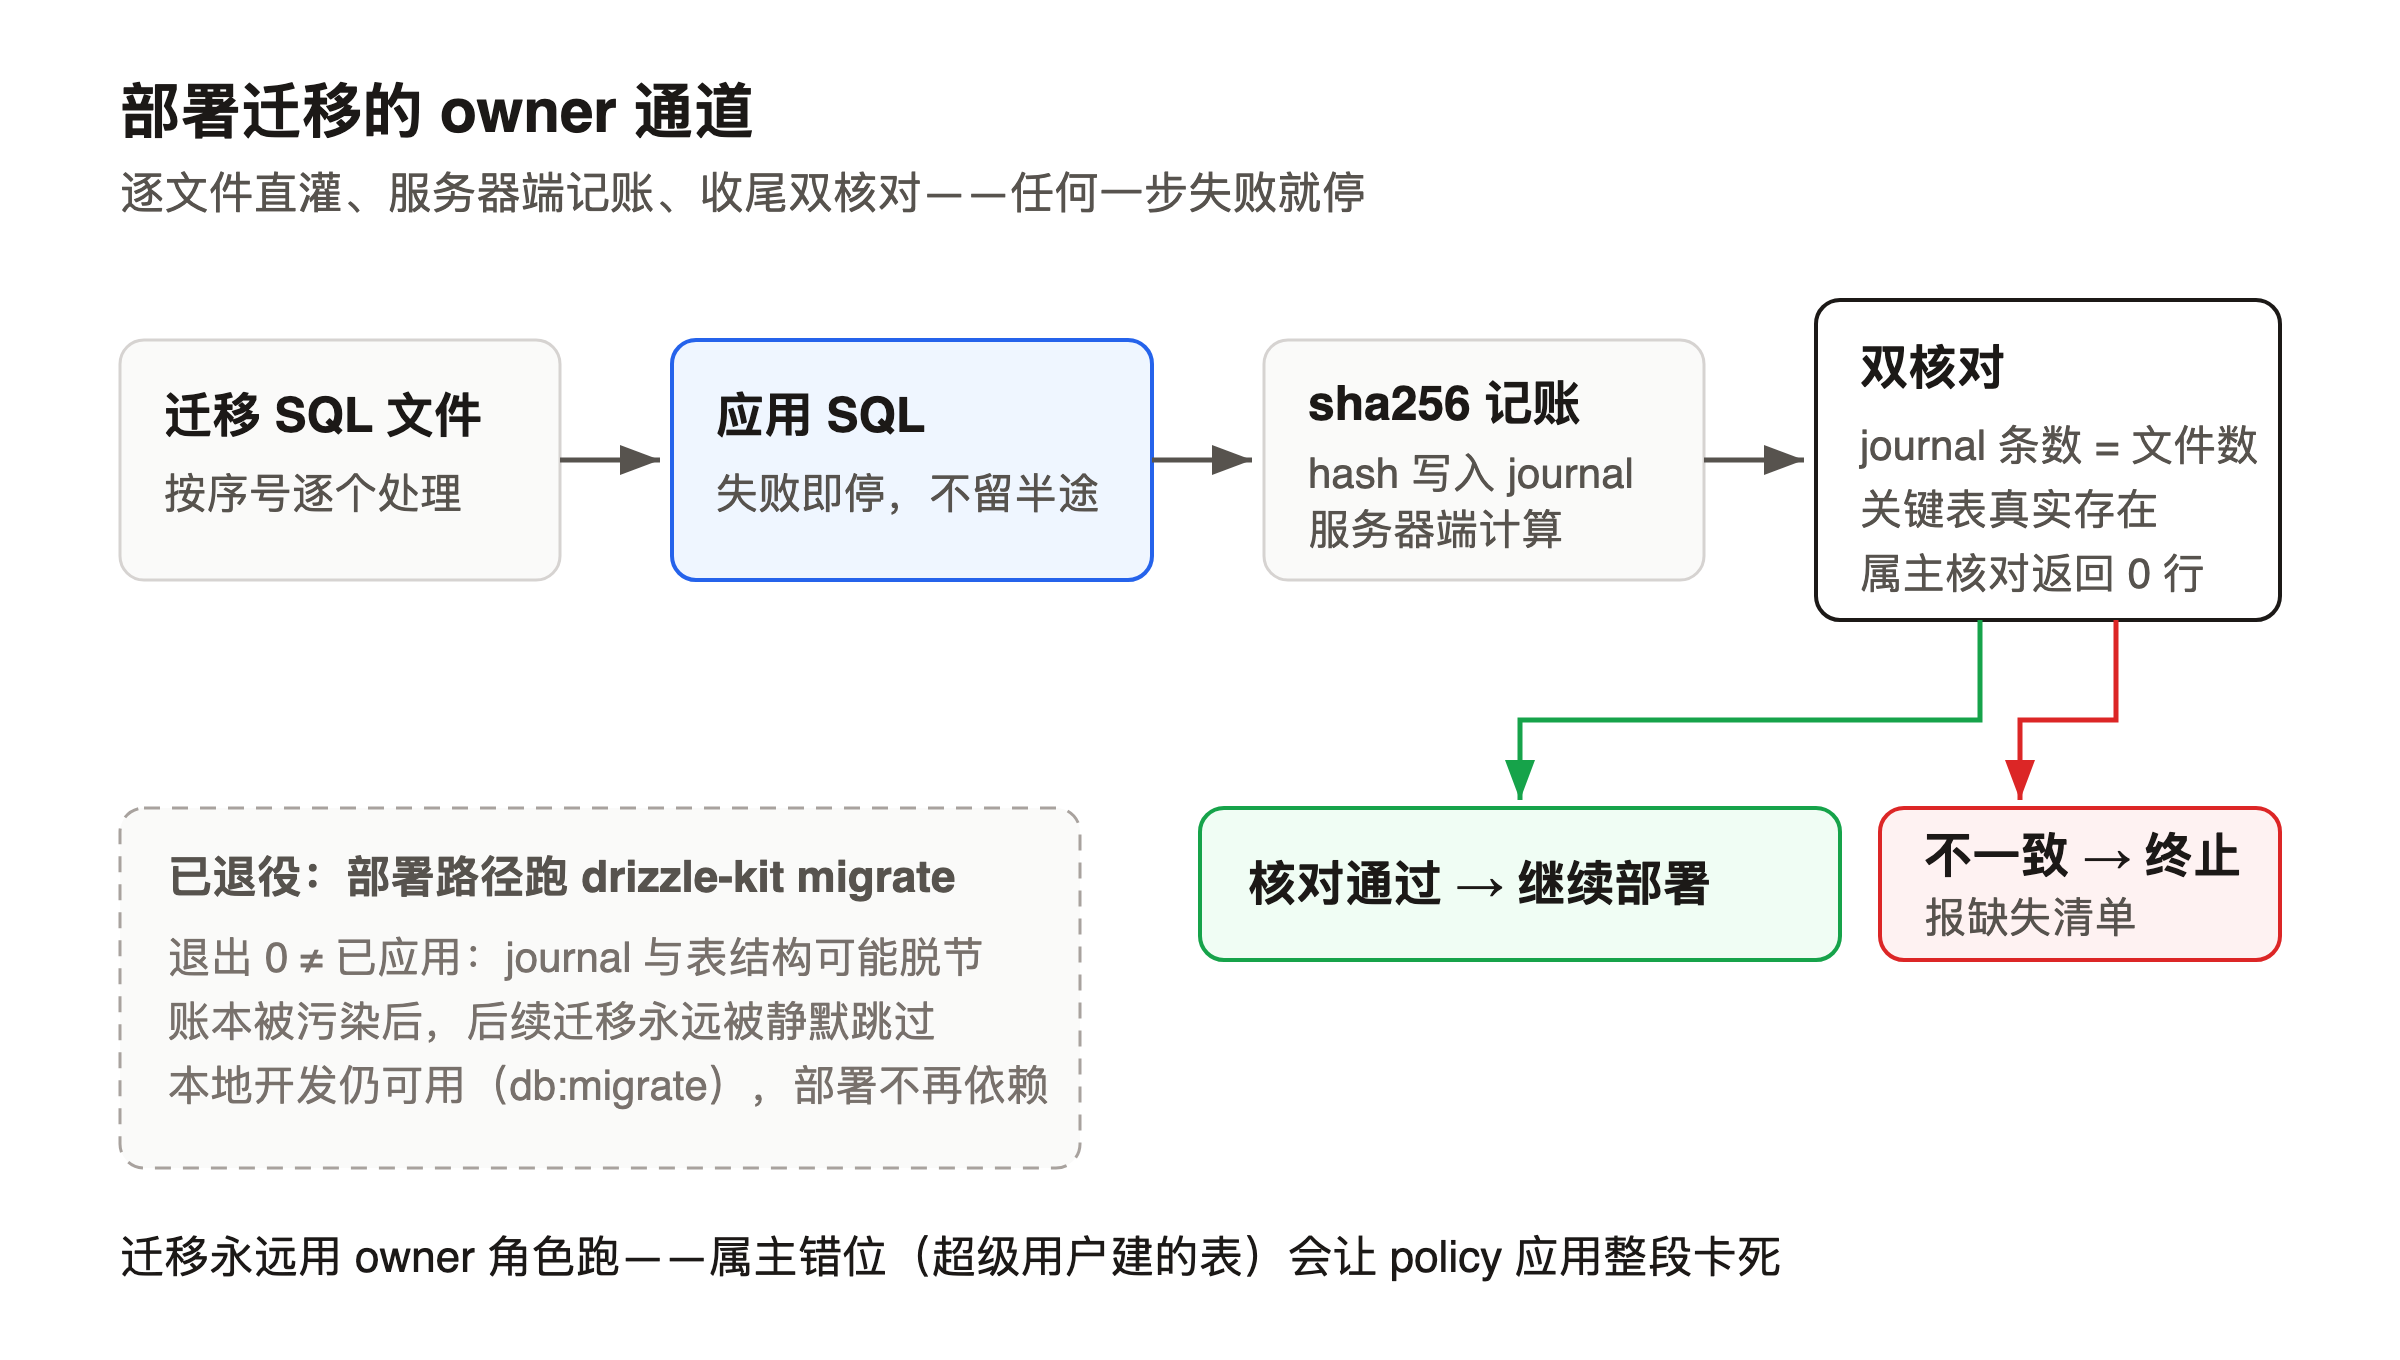 部署迁移的 owner 通道
逐文件直灌、服务器端记账、收尾双核对——任何一步失败就停
迁移 SQL 文件
按序号逐个处理
应用 SQL
失败即停，不留半途
sha256 记账
hash 写入 journal
服务器端计算
双核对
journal 条数 = 文件数
关键表真实存在
属主核对返回 0 行
已退役：部署路径跑 drizzle-kit migrate
退出 0 ≠ 已应用：journal 与表结构可能脱节
账本被污染后，后续迁移永远被静默跳过
本地开发仍可用（db:migrate），部署不再依赖
核对通过 → 继续部署
不一致 → 终止
报缺失清单
迁移永远用 owner 角色跑——属主错位（超级用户建的表）会让 policy 应用整段卡死